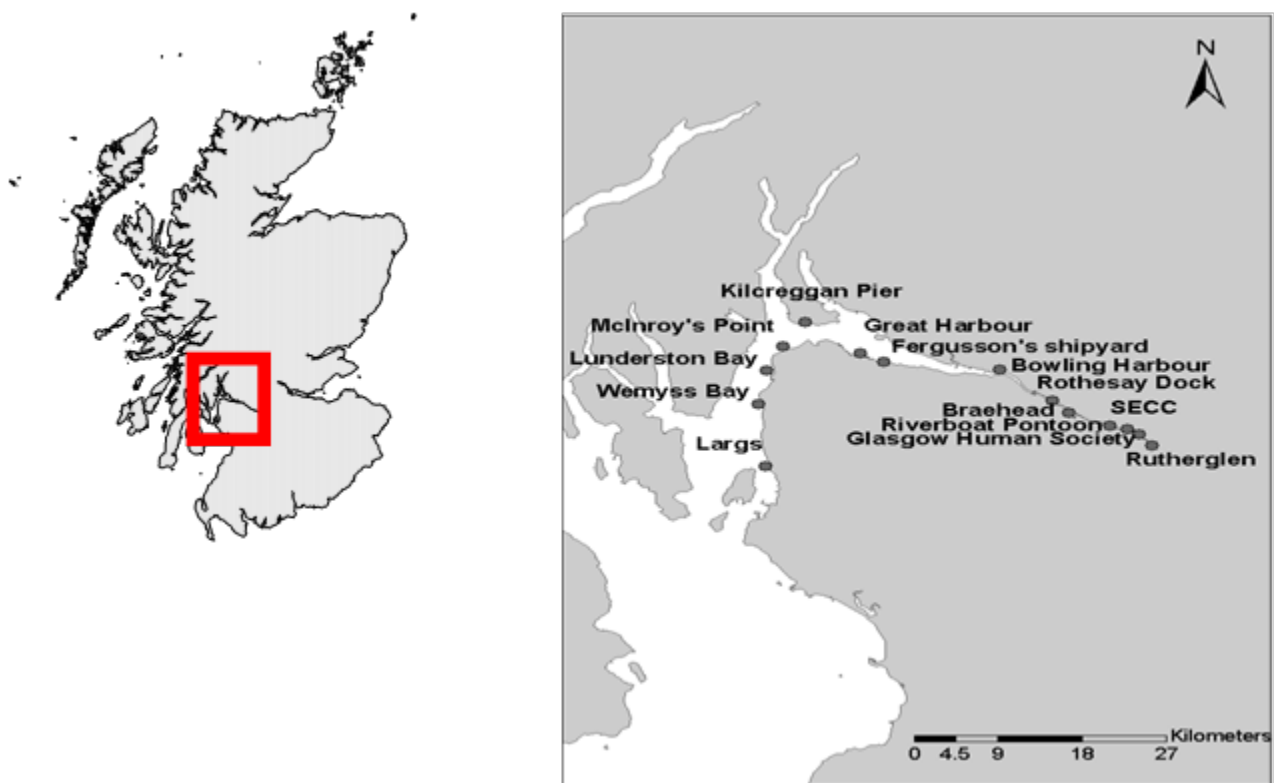 N
Kilcreggan Pier
McInroy's Point
Great Harbour
Fergusson's shipyard
Lunderston Bay
Bowling Harbour
Rothesay Dock
Wemyss Bay
Braehead
SECC
Riverboat Pontoon
Glasgow Human Society
Largs
Rutherglen
Kilometers
0 4.5 9 18 27